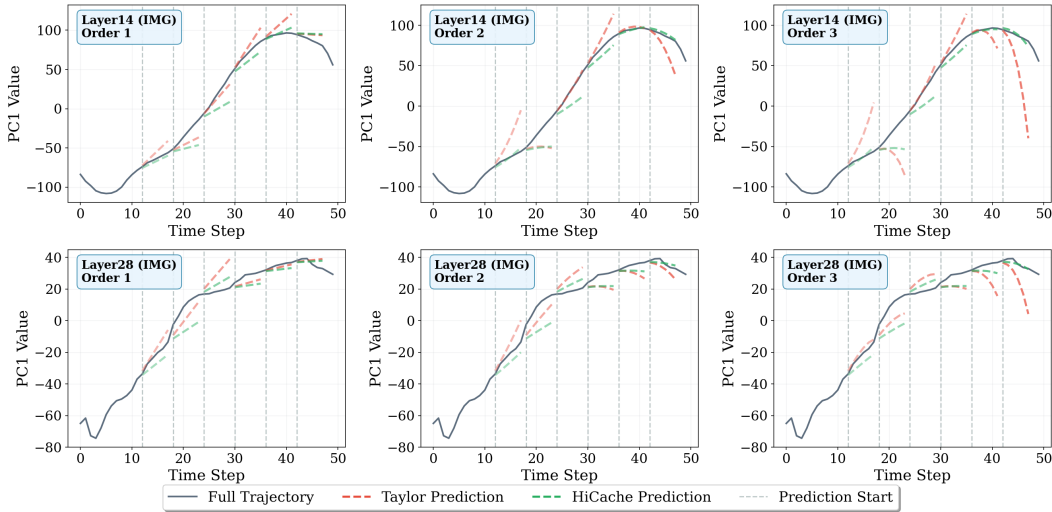 Layer14 (IMG)
Order 1
100
50
0
−50
−100
PC1 Value
0 10 20 30 40 50
Time Step
Layer14 (IMG)
Order 2
100
50
0
−50
−100
PC1 Value
0 10 20 30 40 50
Time Step
Layer14 (IMG)
Order 3
100
50
0
−50
−100
PC1 Value
0 10 20 30 40 50
Time Step
Layer28 (IMG)
Order 1
40
20
0
−20
−40
−60
−80
PC1 Value
0 10 20 30 40 50
Time Step
Layer28 (IMG)
Order 2
40
20
0
−20
−40
−60
−80
PC1 Value
0 10 20 30 40 50
Time Step
Layer28 (IMG)
Order 3
40
20
0
−20
−40
−60
−80
PC1 Value
0 10 20 30 40 50
Time Step
Full Trajectory Taylor Prediction HiCache Prediction Prediction Start